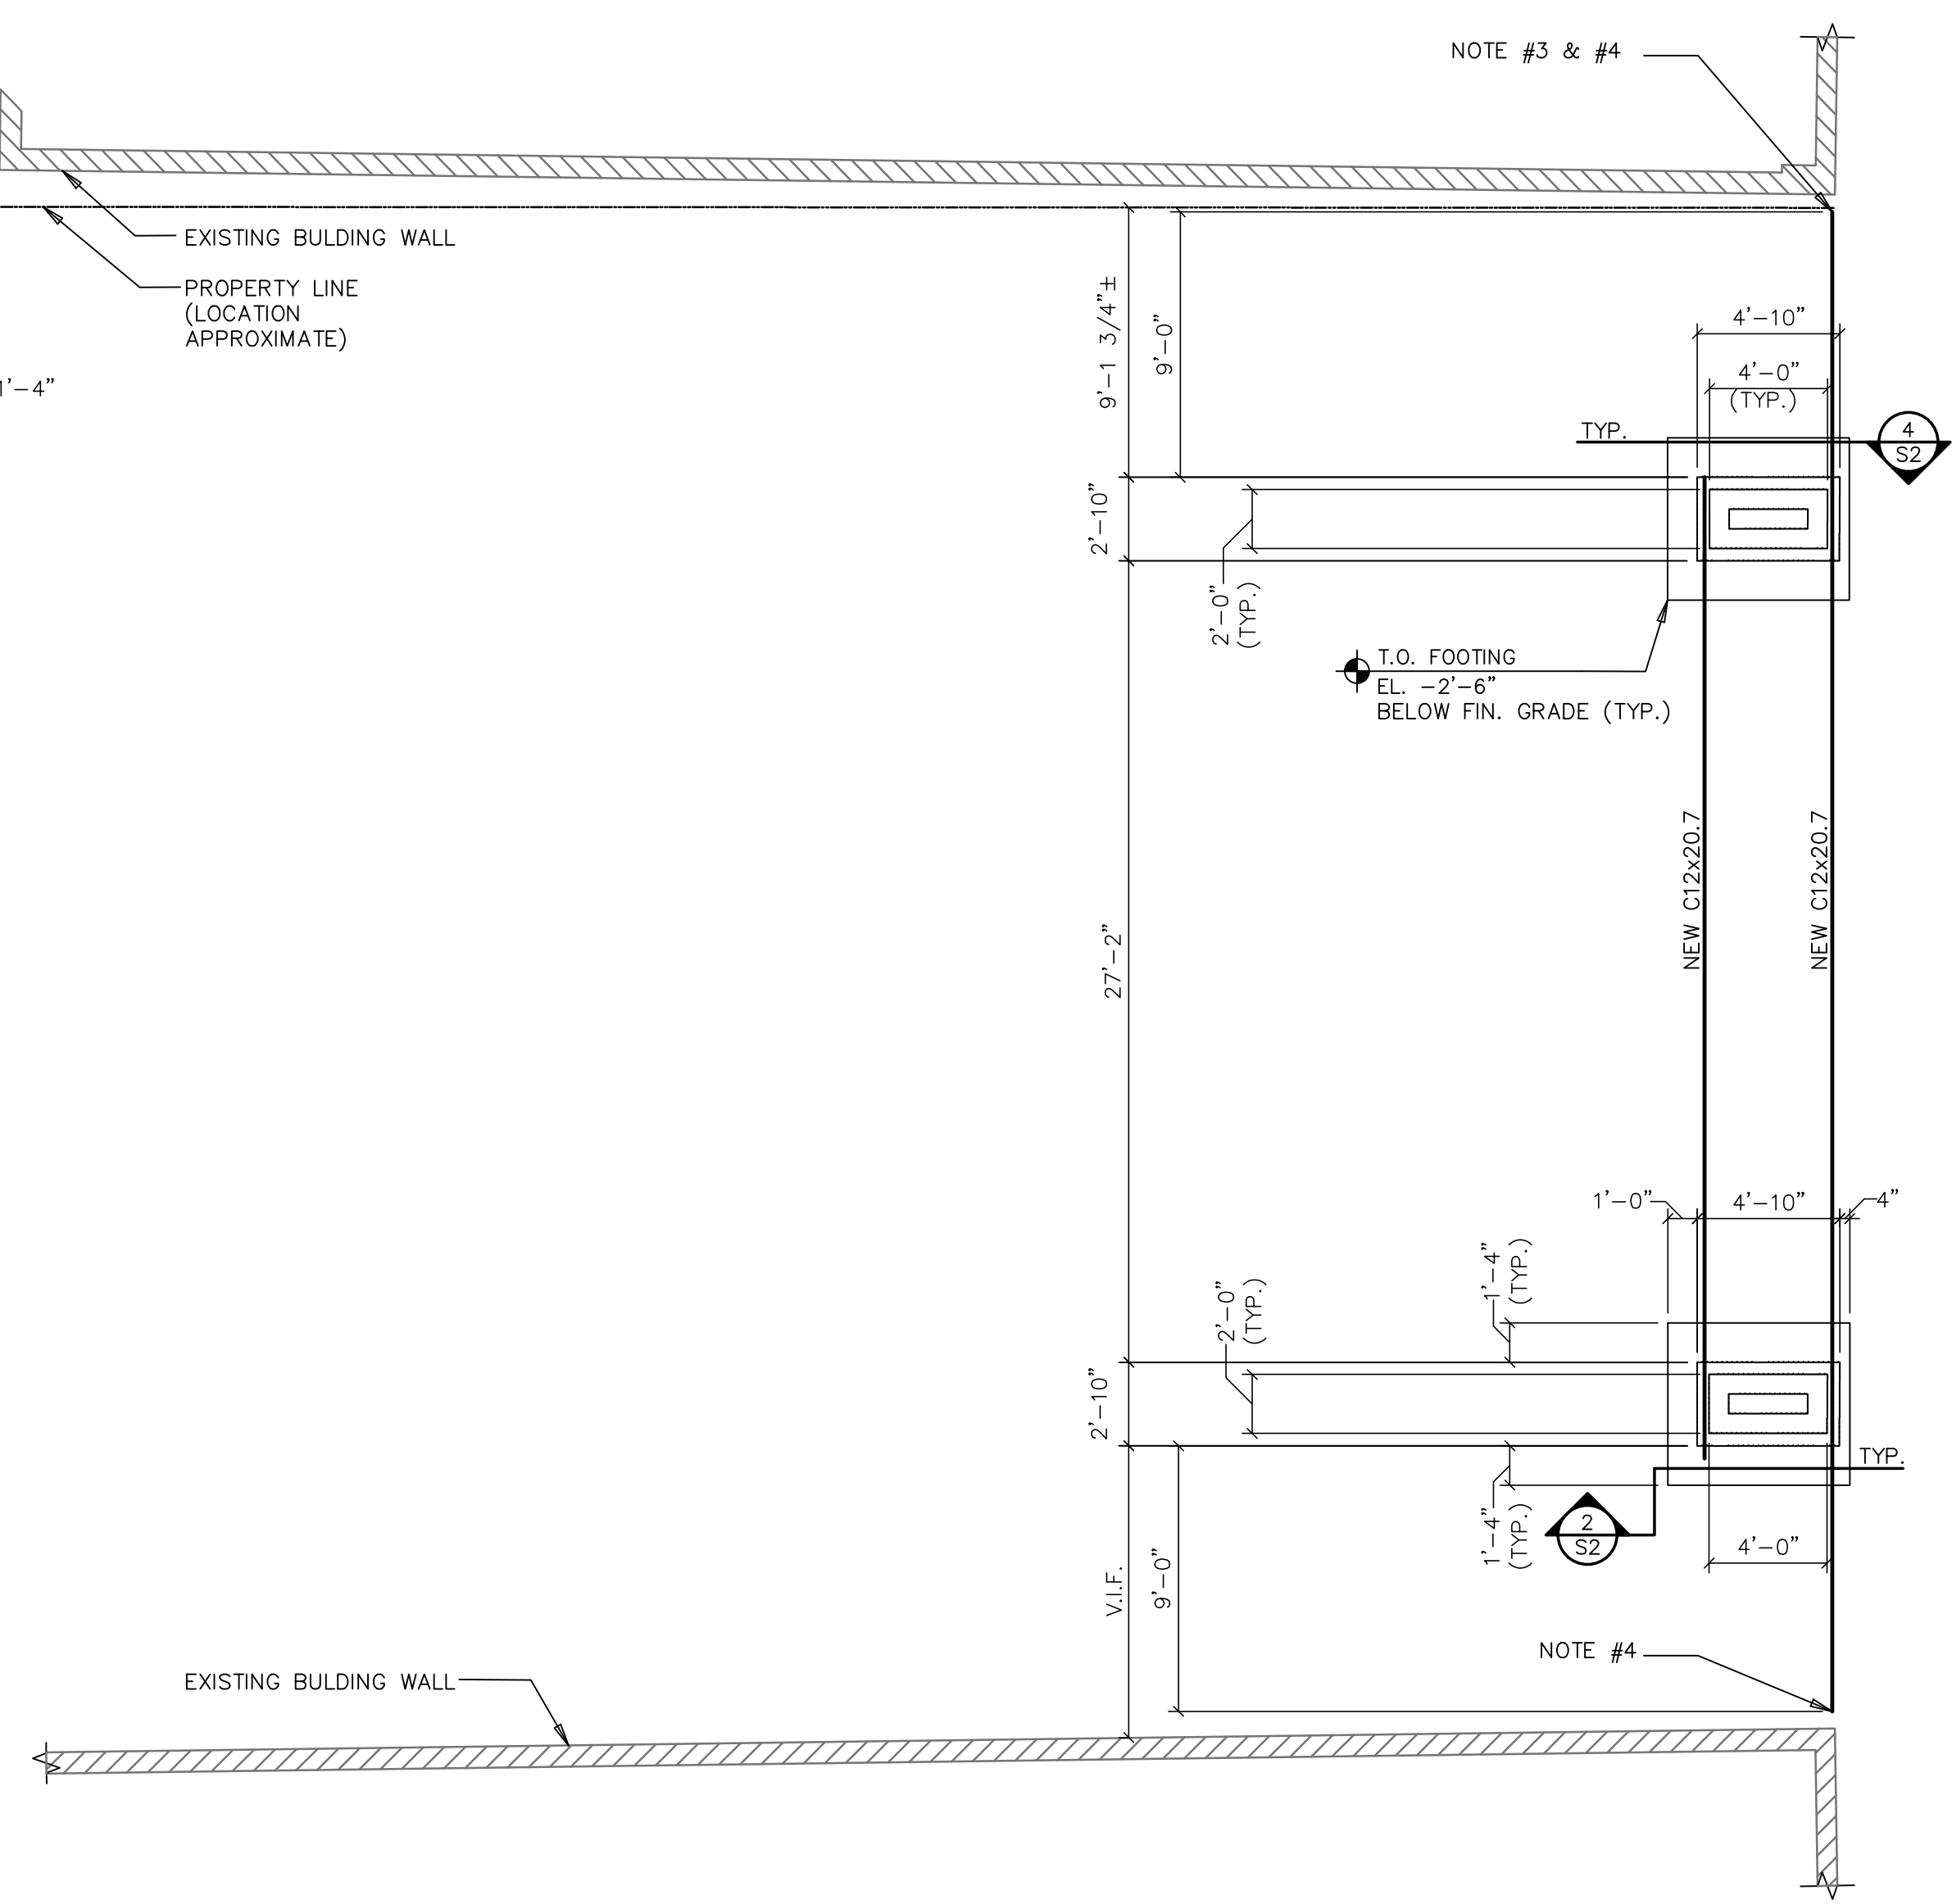 NOTE #3 & #4
EXISTING BULDING WALL
PROPERTY LINE
(LOCATION
APPROXIMATE)
1'-4"
9'-1 3/4"±
9'-0"
4'-10"
4'-0"
(TYP.)
TYP.
4
S2
2'-10"
2'-0"
(TYP.)
T.O. FOOTING
EL. -2'-6"
BELOW FIN. GRADE (TYP.)
NEW C12x20.7
NEW C12x20.7
27'-2"
1'-0"
4'-10"
4"
1'-4"
(TYP.)
2'-0"
(TYP.)
2'-10"
TYP.
2
S2
1'-4"
(TYP.)
4'-0"
V.I.F.
9'-0"
NOTE #4
EXISTING BULDING WALL